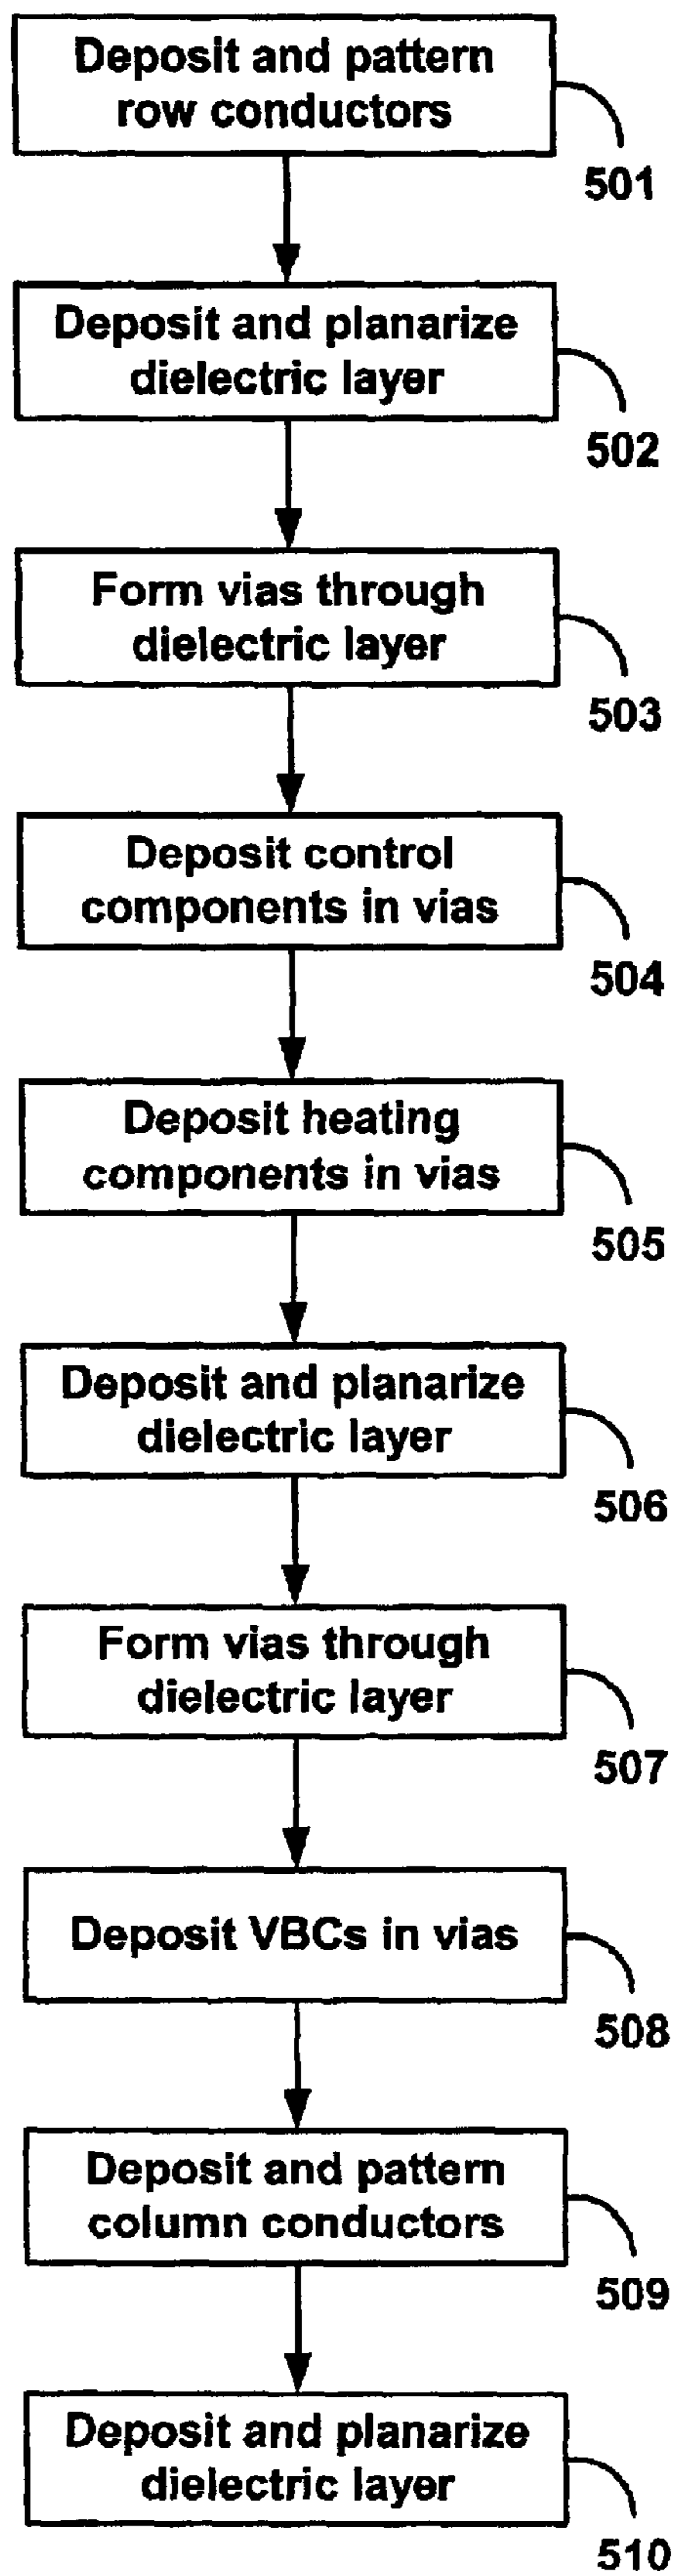 Deposit and pattern
row conductors
501
Deposit and planarize
dielectric layer
502
Form vias through
dielectric layer
503
Deposit control
components in vias
504
Deposit heating
components in vias
505
Deposit and planarize
dielectric layer
506
Form vias through
dielectric layer
507
Deposit VBCs in vias
508
Deposit and pattern
column conductors
509
Deposit and planarize
dielectric layer
510